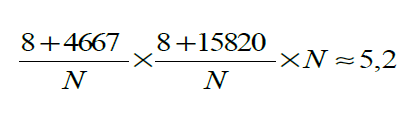 (8+4667)/N × (8+15820)/N × N ≈ 5,2